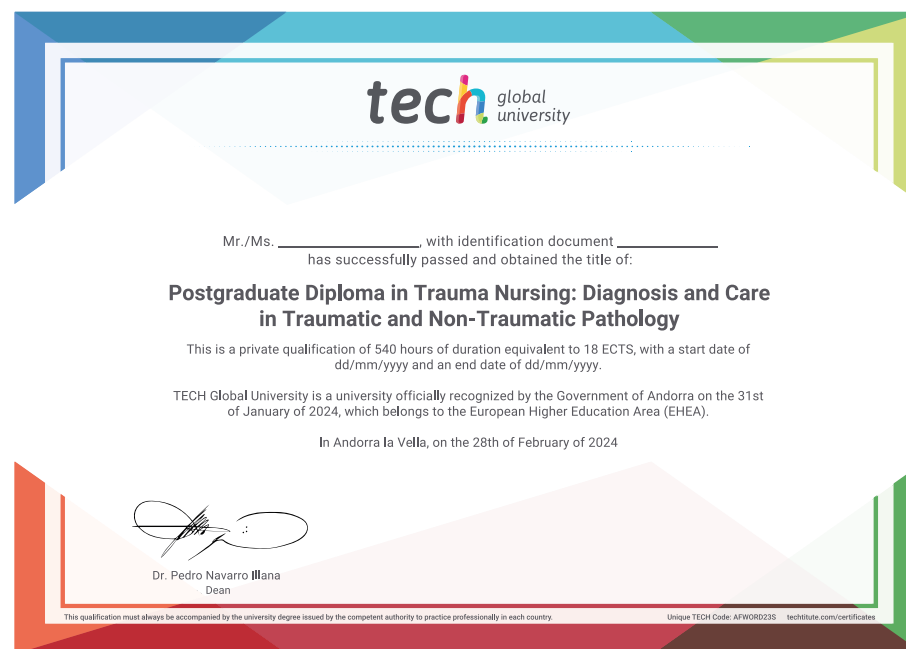 tech global university
Mr./Ms. ____________, with identification document ____________
has successfully passed and obtained the title of:
Postgraduate Diploma in Trauma Nursing: Diagnosis and Care
in Traumatic and Non-Traumatic Pathology
This is a private qualification of 540 hours of duration equivalent to 18 ECTS, with a start date of
dd/mm/yyyy and an end date of dd/mm/yyyy.
TECH Global University is a university officially recognized by the Government of Andorra on the 31st
of January of 2024, which belongs to the European Higher Education Area (EHEA).
In Andorra la Vella, on the 28th of February of 2024
Dr. Pedro Navarro Illana
Dean
This qualification must always be accompanied by the university degree issued by the competent authority to practice professionally in each country.
Unique TECH Code: AFWORD23S techtitute.com/certificates